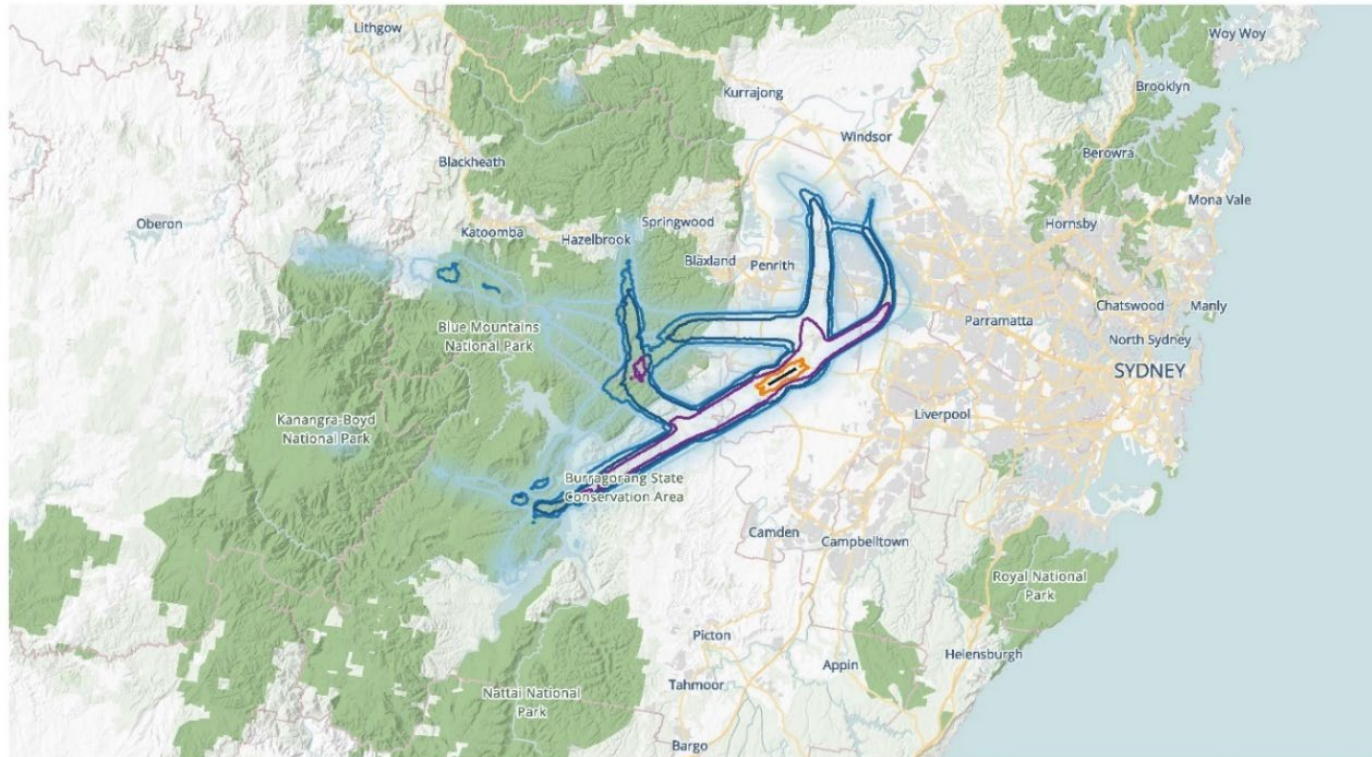 Lithgow
Woy Woy
Kurrajong
Brooklyn
Windsor
Blackheath
Berowra
Oberon
Mona Vale
Springwood
Hornsby
Katoomba
Hazelbrook
Blaxland
Penrith
Chatswood
Manly
Parramatta
Blue Mountains
National Park
North Sydney
SYDNEY
Liverpool
Kanangra-Boyd
National Park
Burragorang State
Conservation Area
Camden
Campbelltown
Royal National
Park
Picton
Helensburgh
Appin
Tahmoor
Nattai National
Park
Bargo